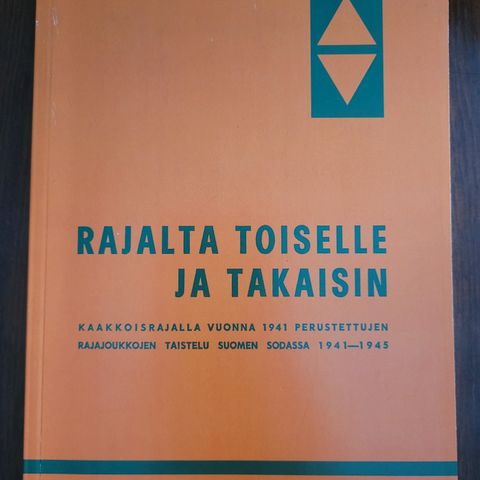 RAJALTA TOISELLE
JA TAKAISIN
KAAKKOISRAJALLA VUONNA 1941 PERUSTETTUJEN
RAJAJOUKKOJEN TAISTELU SUOMEN SODASSA 1941—1945